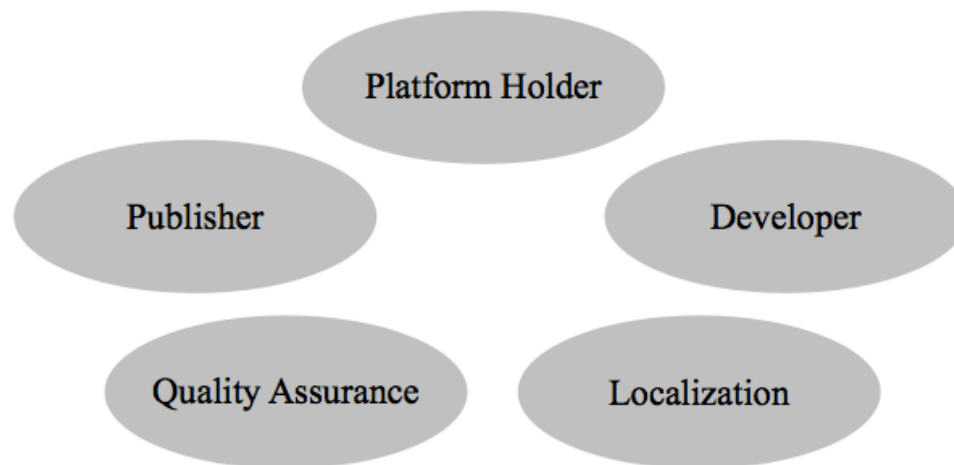 Platform Holder
Publisher
Developer
Quality Assurance
Localization